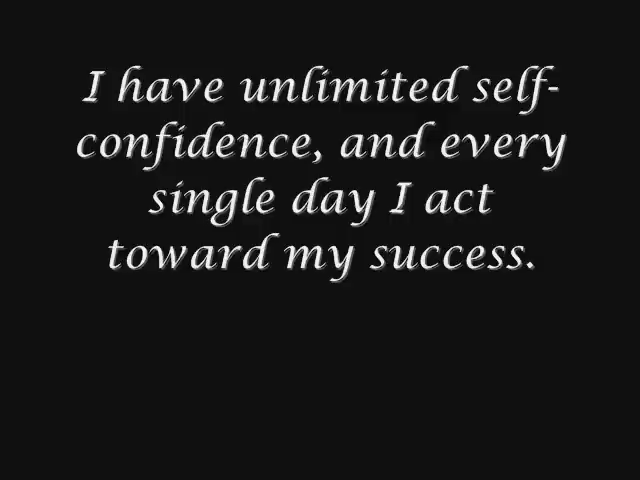 I have unlimited self-
confidence, and every
single day I act
toward my success.